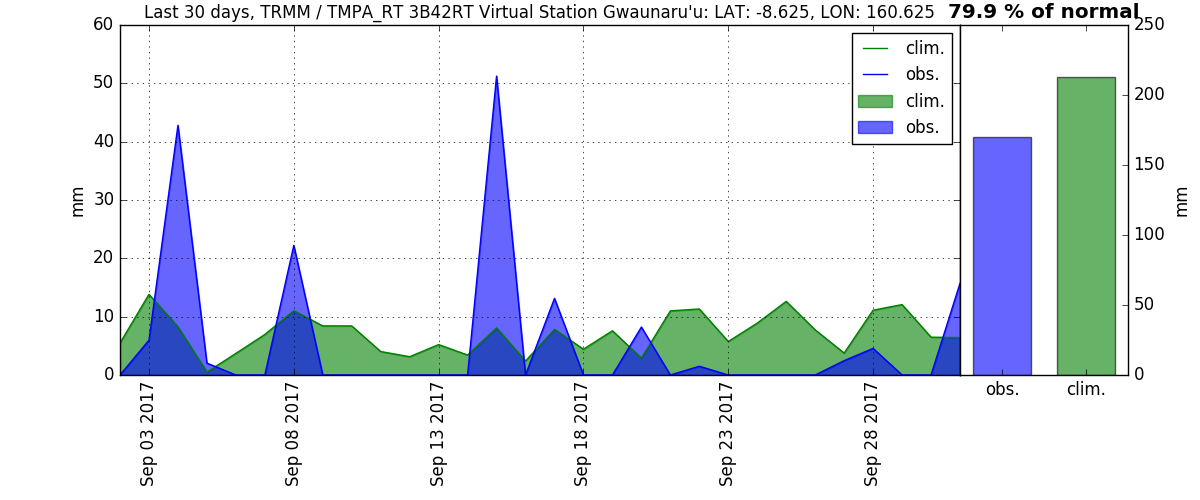 Last 30 days, TRMM / TMPA_RT 3B42RT Virtual Station Gwaunaru'u: LAT: -8.625, LON: 160.625
79.9 % of normal
60
50
40
30
20
10
0
mm
clim.
obs.
clim.
obs.
Sep 03 2017
Sep 08 2017
Sep 13 2017
Sep 18 2017
Sep 23 2017
Sep 28 2017
250
200
150
100
50
0
mm
obs.
clim.